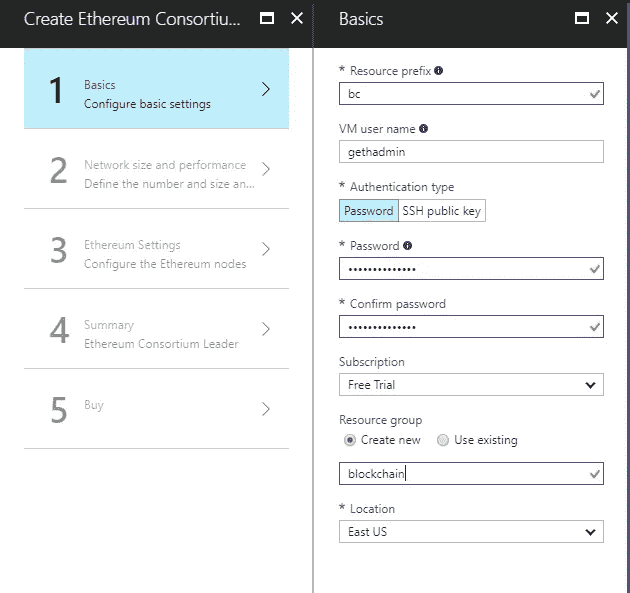 Create Ethereum Consortiu...
1
Basics
Configure basic settings
2
Network size and performance
Define the number and size an...
3
Ethereum Settings
Configure the Ethereum nodes
4
Summary
Ethereum Consortium Leader
5
Buy
Basics
* Resource prefix
bc
VM user name
gethadmin
* Authentication type
Password SSH public key
* Password
••••••••••••••
* Confirm password
••••••••••••••
Subscription
Free Trial
Resource group
Create new Use existing
blockchain
* Location
East US